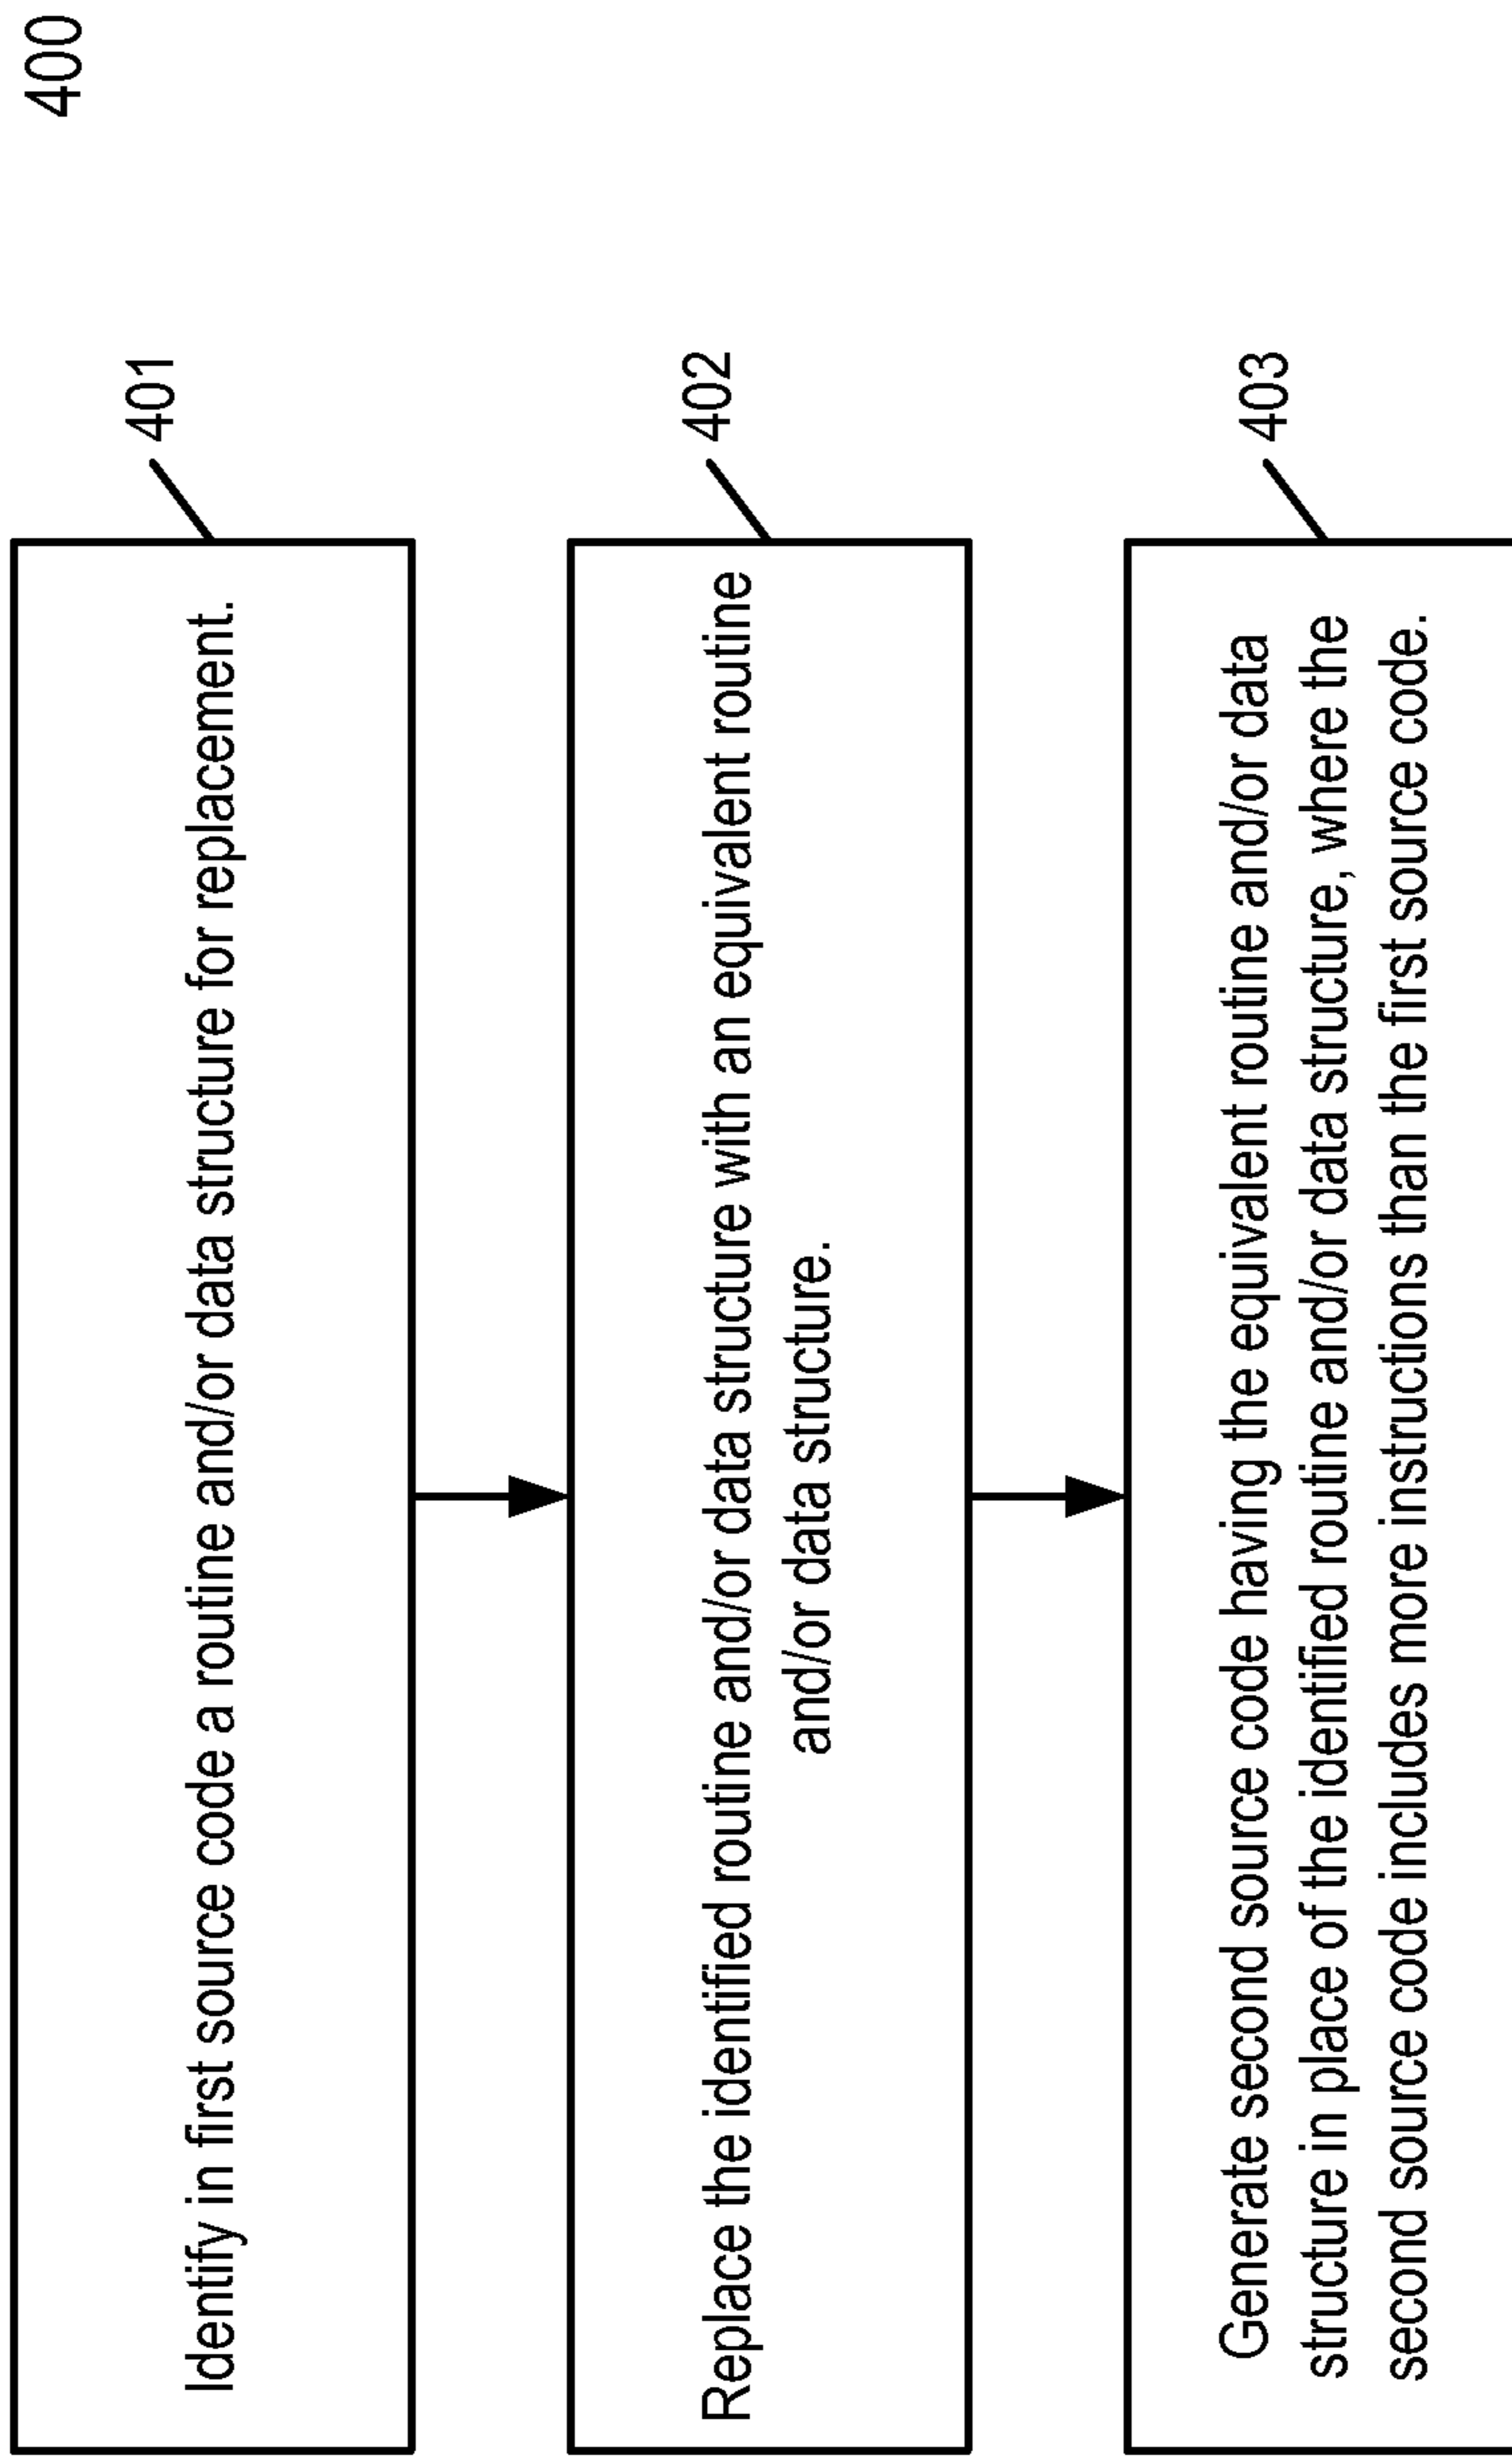 400
401
Identify in first source code a routine and/or data structure for replacement.
402
Replace the identified routine and/or data structure with an equivalent routine
and/or data structure.
403
Generate second source code having the equivalent routine and/or data
structure in place of the identified routine and/or data structure, where the
second source code includes more instructions than the first source code.